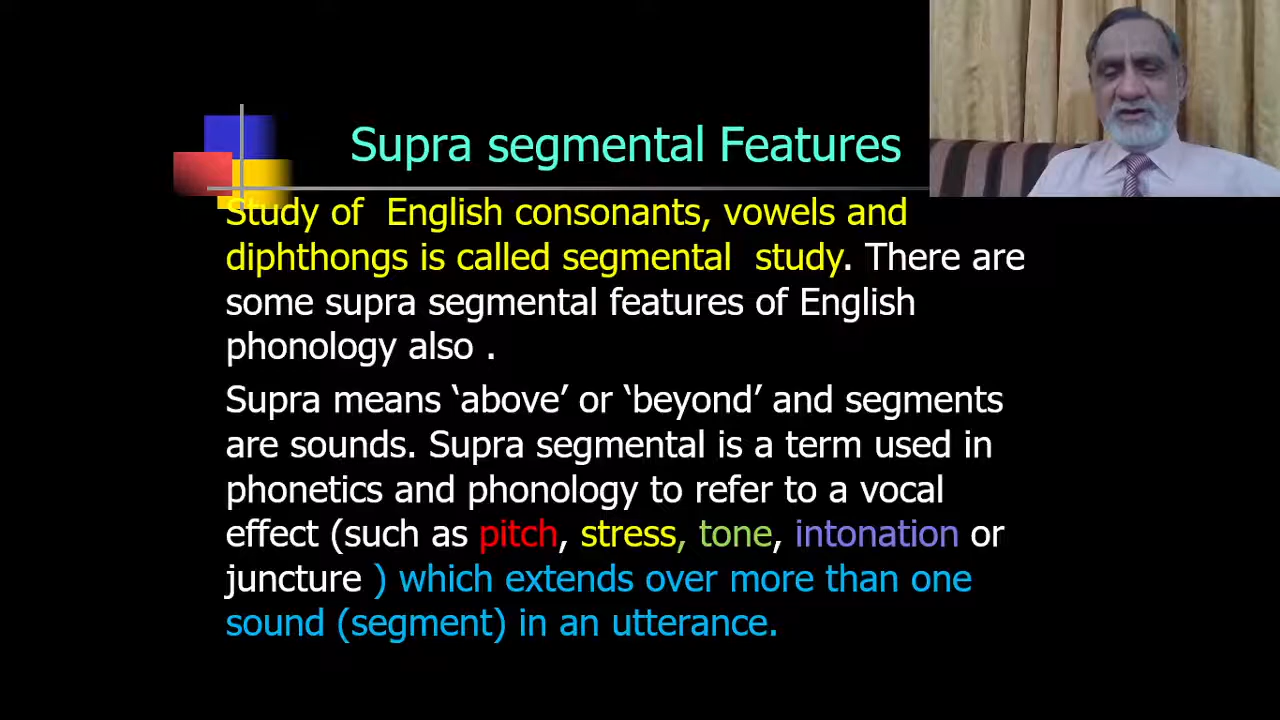 Supra segmental Features
Study of English consonants, vowels and
diphthongs is called segmental study. There are
some supra segmental features of English
phonology also .
Supra means ‘above’ or ‘beyond’ and segments
are sounds. Supra segmental is a term used in
phonetics and phonology to refer to a vocal
effect (such as pitch, stress, tone, intonation or
juncture ) which extends over more than one
sound (segment) in an utterance.